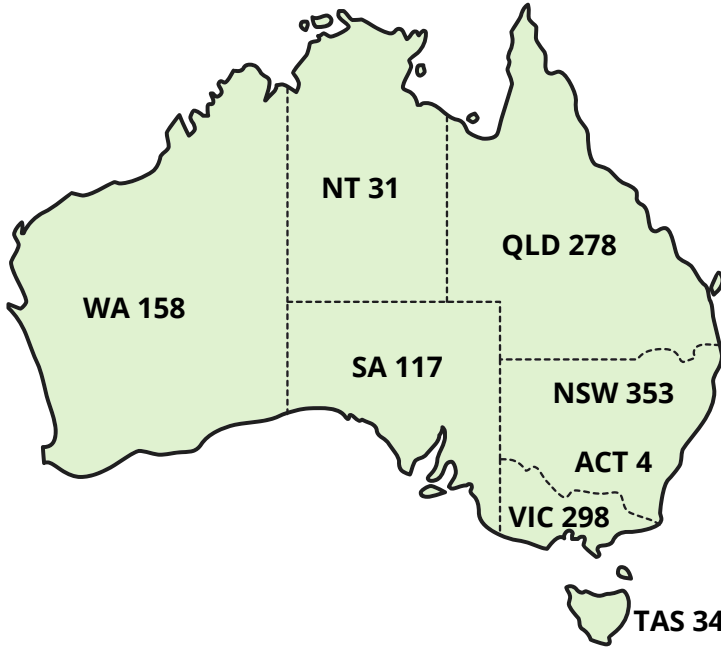 NT 31
QLD 278
WA 158
SA 117
NSW 353
ACT 4
VIC 298
TAS 34